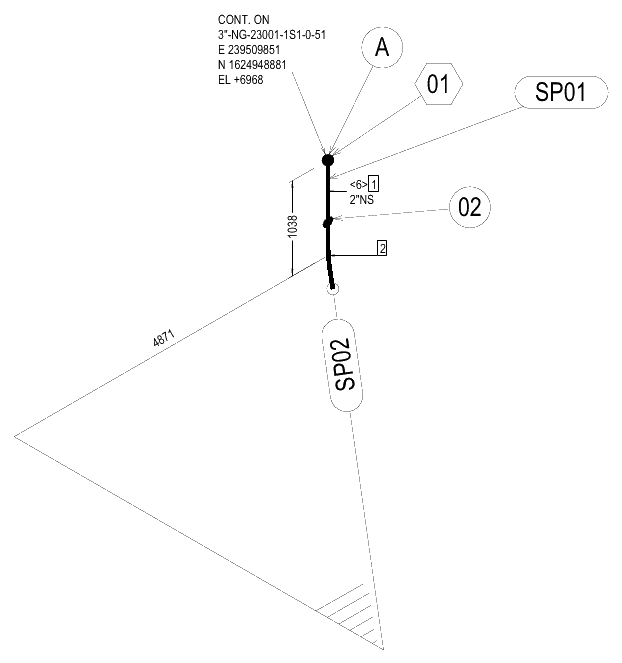 CONT. ON
3"-NG-23001-1S1-0-51
E 239509851
N 1624948881
EL +6968
A
01
SP01
<6> 1
2"NS
02
1038
2
4871
SP02